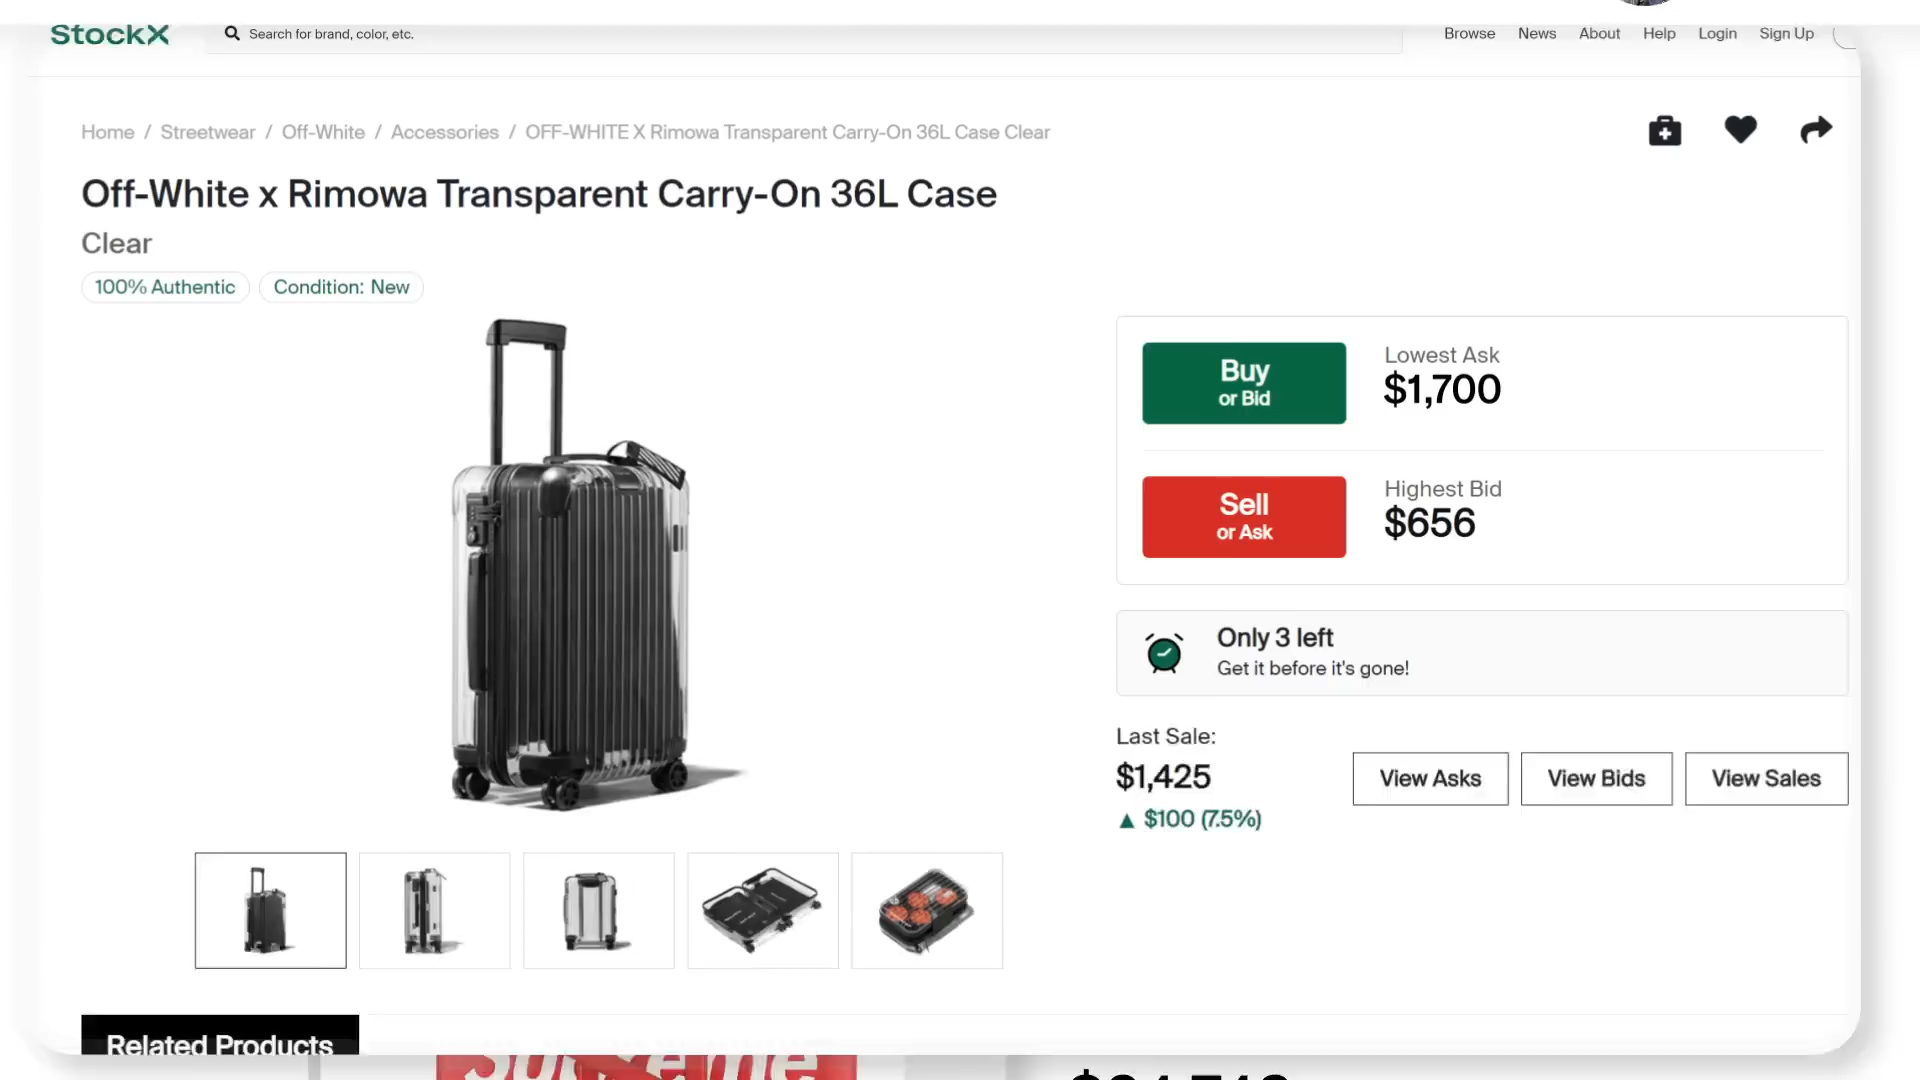 StockX
Search for brand, color, etc.
Browse News About Help Login Sign Up
Home / Streetwear / Off-White / Accessories / OFF-WHITE X Rimowa Transparent Carry-On 36L Case Clear
Off-White x Rimowa Transparent Carry-On 36L Case
Clear
100% Authentic Condition: New
Buy
or Bid
Lowest Ask
$1,700
Sell
or Ask
Highest Bid
$656
Only 3 left
Get it before it's gone!
Last Sale:
$1,425
▲ $100 (7.5%)
View Asks View Bids View Sales
Related Products
Supreme